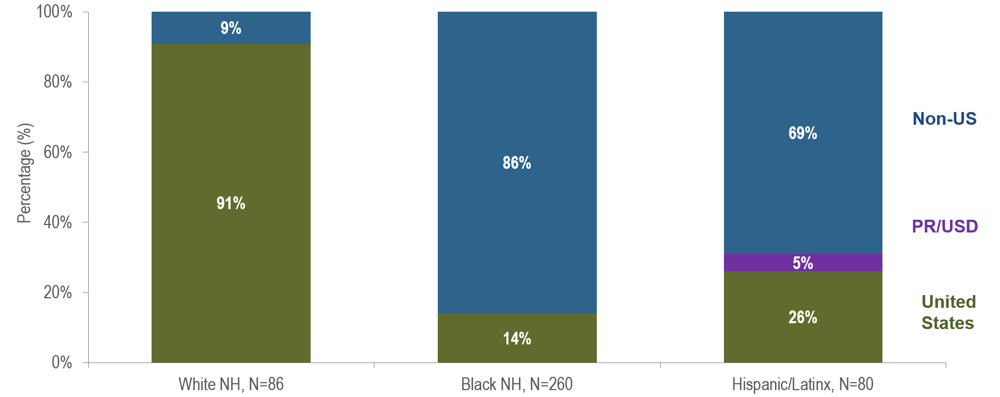 Percentage (%)
100%
80%
60%
40%
20%
0%
9%
91%
86%
14%
69%
5%
26%
White NH, N=86
Black NH, N=260
Hispanic/Latinx, N=80
Non-US
PR/USD
United
States